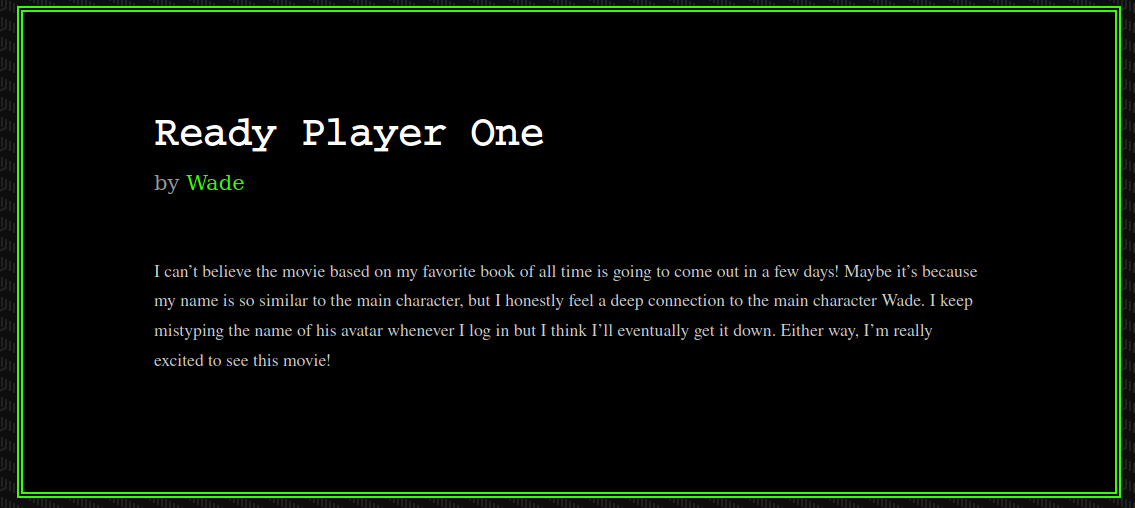 Ready Player One
by Wade
I can’t believe the movie based on my favorite book of all time is going to come out in a few days! Maybe it’s because
my name is so similar to the main character, but I honestly feel a deep connection to the main character Wade. I keep
mistyping the name of his avatar whenever I log in but I think I’ll eventually get it down. Either way, I’m really
excited to see this movie!